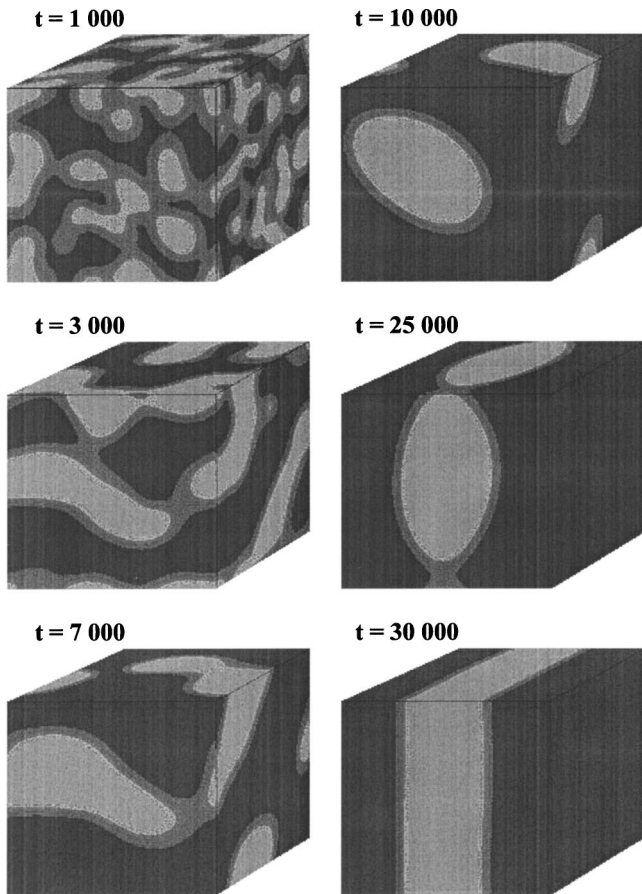 t = 1 000
t = 10 000
t = 3 000
t = 25 000
t = 7 000
t = 30 000